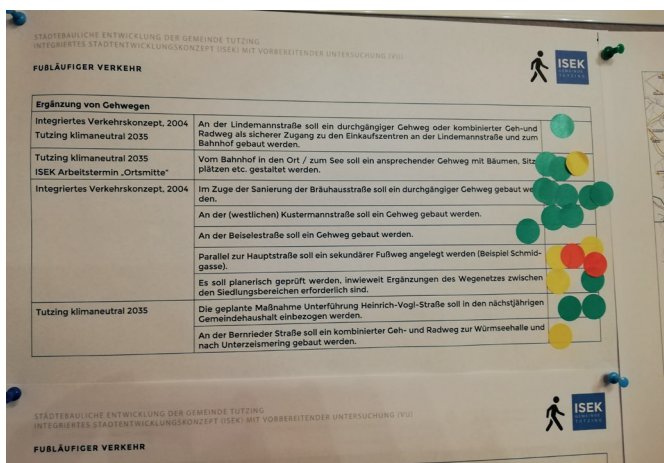 STÄDTEBAULICHE ENTWICKLUNG DER GEMEINDE TUTZING
INTEGRIERTES STADTENTWICKLUNGSKONZEPT (ISEK) MIT VORBEREITENDER UNTERSUCHUNG (VU)
FUßLÄUFIGER VERKEHR
ISEK
GEMEINDE
TUTZING
Ergänzung von Gehwegen
Integriertes Verkehrskonzept, 2004
Tutzing klimaneutral 2035
An der Lindemannstraße soll ein durchgängiger Gehweg oder kombinierter Geh-und
Radweg als sicherer Zugang zu den Einkaufszentren an der Lindemannstraße und zum
Bahnhof gebaut werden.
Tutzing klimaneutral 2035
ISEK Arbeitstermin „Ortsmitte"
Vom Bahnhof in den Ort / zum See soll ein ansprechender Gehweg mit Bäumen, Sitz
plätzen etc. gestaltet werden.
Integriertes Verkehrskonzept, 2004
Im Zuge der Sanierung der Bräuhausstraße soll ein durchgängiger Gehweg gebaut we
den.
An der (westlichen) Kustermannstraße soll ein Gehweg gebaut werden.
An der Beiselestraße soll ein Gehweg gebaut werden.
Parallel zur Hauptstraße soll ein sekundärer Fußweg angelegt werden (Beispiel Schmid-
gasse).
Es soll planerisch geprüft werden, inwieweit Ergänzungen des Wegenetzes zwischen
den Siedlungsbereichen erforderlich sind.
Tutzing klimaneutral 2035
Die geplante Maßnahme Unterführung Heinrich-Vogl-Straße soll in den nächstjährigen
Gemeindehaushalt einbezogen werden.
An der Bernrieder Straße soll ein kombinierter Geh- und Radweg zur Würmseehalle und
nach Unterzeismering gebaut werden.
STÄDTEBAULICHE ENTWICKLUNG DER GEMEINDE TUTZING
INTEGRIERTES STADTENTWICKLUNGSKONZEPT (ISEK) MIT VORBEREITENDER UNTERSUCHUNG (VU)
FUßLÄUFIGER VERKEHR
ISEK
GEMEINDE
TUTZING